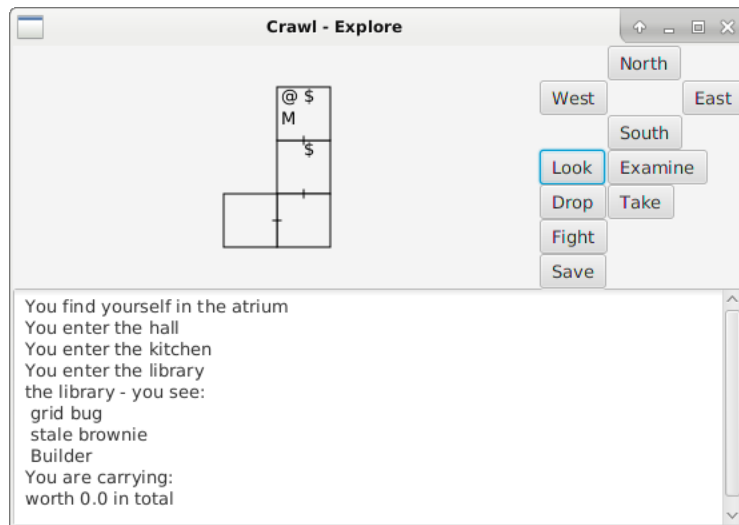 Crawl - Explore
North
@ $
West
East
M
South
$
Look
Examine
Drop
Take
Fight
Save
You find yourself in the atrium
You enter the hall
You enter the kitchen
You enter the library
the library - you see:
grid bug
stale brownie
Builder
You are carrying:
worth 0.0 in total